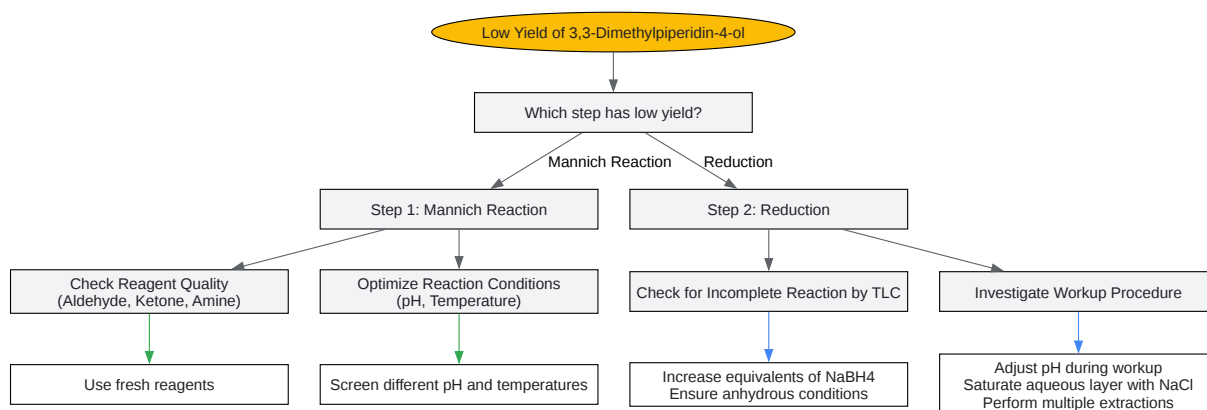 Low Yield of 3,3-Dimethylpiperidin-4-ol
Which step has low yield?
Mannich Reaction
Reduction
Step 1: Mannich Reaction
Step 2: Reduction
Check Reagent Quality
(Aldehyde, Ketone, Amine)
Optimize Reaction Conditions
(pH, Temperature)
Check for Incomplete Reaction by TLC
Investigate Workup Procedure
Use fresh reagents
Screen different pH and temperatures
Increase equivalents of NaBH4
Ensure anhydrous conditions
Adjust pH during workup
Saturate aqueous layer with NaCl
Perform multiple extractions